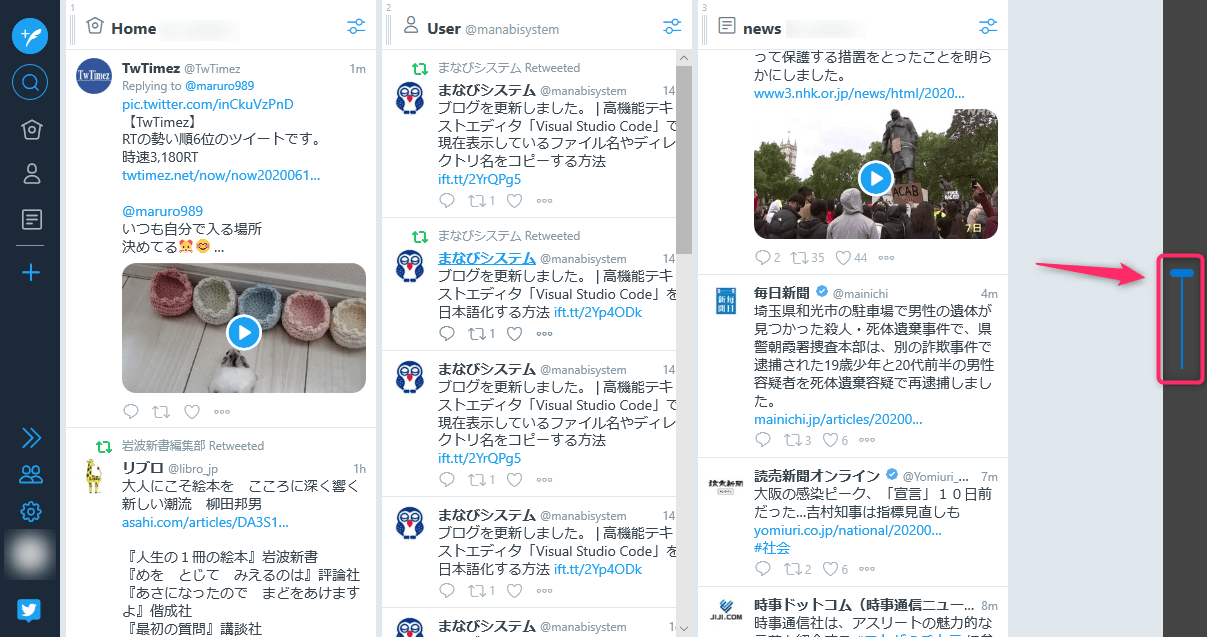 1
Home
TwTimez
TwTimez @TwTimez 1m
Replying to @maruro989
pic.twitter.com/inCkuVzPnD
【TwTimez】
RTの勢い順6位のツイートです。
時速3,180RT
twtimez.net/now/now2020061...
@maruro989
いつも自分で入る場所
決めてる🐹😊 ...
岩波新書編集部 Retweeted
リブロ @libro_jp 1h
大人にこそ絵本を　こころに深く響く
新しい潮流　柳田邦男
asahi.com/articles/DA3S1...
『人生の１冊の絵本』岩波新書
『めを　とじて　みえるのは』評論社
『あさになったので　まどをあけます
よ』偕成社
『最初の質問』講談社
2
User @manabisystem
まなびシステム Retweeted
まなびシステム @manabisystem 14
ブログを更新しました。 | 高機能テキ
ストエディタ「Visual Studio Code」で
現在表示しているファイル名やディレ
クトリ名をコピーする方法
ift.tt/2YrQPg5
1
まなびシステム Retweeted
まなびシステム @manabisystem 14
ブログを更新しました。 | 高機能テキ
ストエディタ「Visual Studio Code」を
日本語化する方法 ift.tt/2Yp4ODk
1
まなびシステム @manabisystem 14
ブログを更新しました。 | 高機能テキ
ストエディタ「Visual Studio Code」で
現在表示しているファイル名やディレ
クトリ名をコピーする方法
ift.tt/2YrQPg5
1
まなびシステム @manabisystem 14
ブログを更新しました。 | 高機能テキ
ストエディタ「Visual Studio Code」を
日本語化する方法 ift.tt/2Yp4ODk
1
まなびシステム @manabisystem
3
news
って保護する措置をとったことを明ら
かにしました。
www3.nhk.or.jp/news/html/2020...
ACAB
7日
2 35 44
毎日新聞
毎日新聞 @mainichi 4m
埼玉県和光市の駐車場で男性の遺体が
見つかった殺人・死体遺棄事件で、県
警朝霞署捜査本部は、別の詐欺事件で
逮捕された19歳少年と20代前半の男性
容疑者を死体遺棄容疑で再逮捕しまし
た。
mainichi.jp/articles/20200...
3 6
読売新聞
読売新聞オンライン @Yomiuri_... 7m
大阪の感染ピーク、「宣言」１０日前
だった...吉村知事は指標見直しも
yomiuri.co.jp/national/20200...
#社会
2 6
JIJI.COM
時事ドットコム（時事通信ニュー... 8m
時事通信社は、アスリートの魅力的な